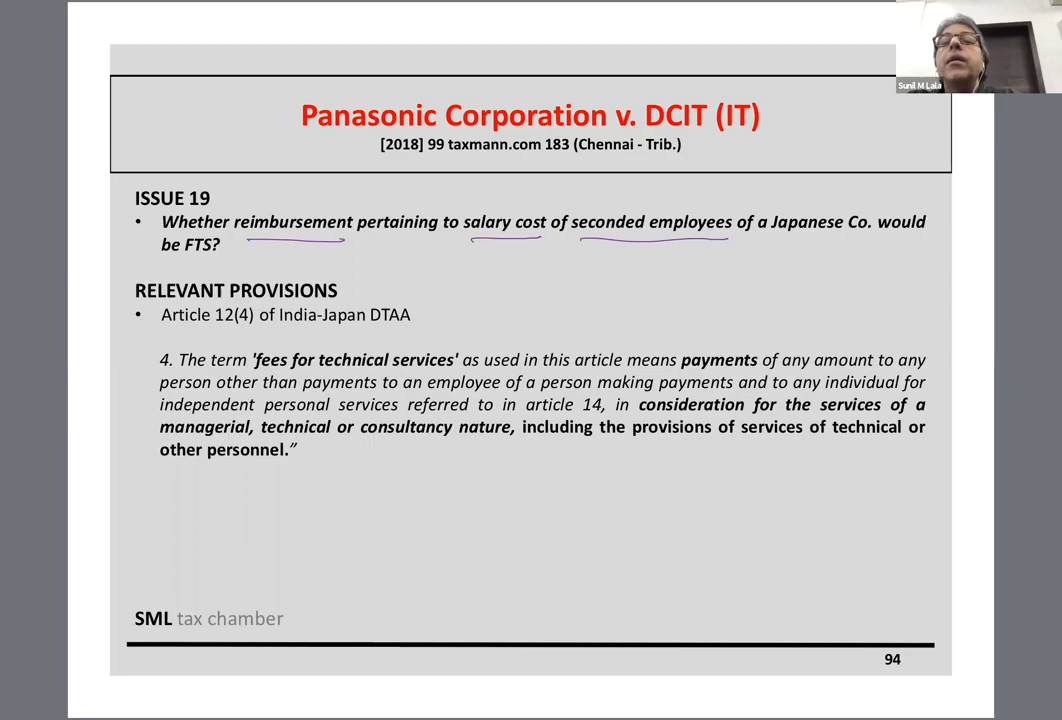 Sunil M Lala
Panasonic Corporation v. DCIT (IT)
[2018] 99 taxmann.com 183 (Chennai - Trib.)
ISSUE 19
• Whether reimbursement pertaining to salary cost of seconded employees of a Japanese Co. would
be FTS?
RELEVANT PROVISIONS
• Article 12(4) of India-Japan DTAA
4. The term 'fees for technical services' as used in this article means payments of any amount to any
person other than payments to an employee of a person making payments and to any individual for
independent personal services referred to in article 14, in consideration for the services of a
managerial, technical or consultancy nature, including the provisions of services of technical or
other personnel.”
SML tax chamber
94